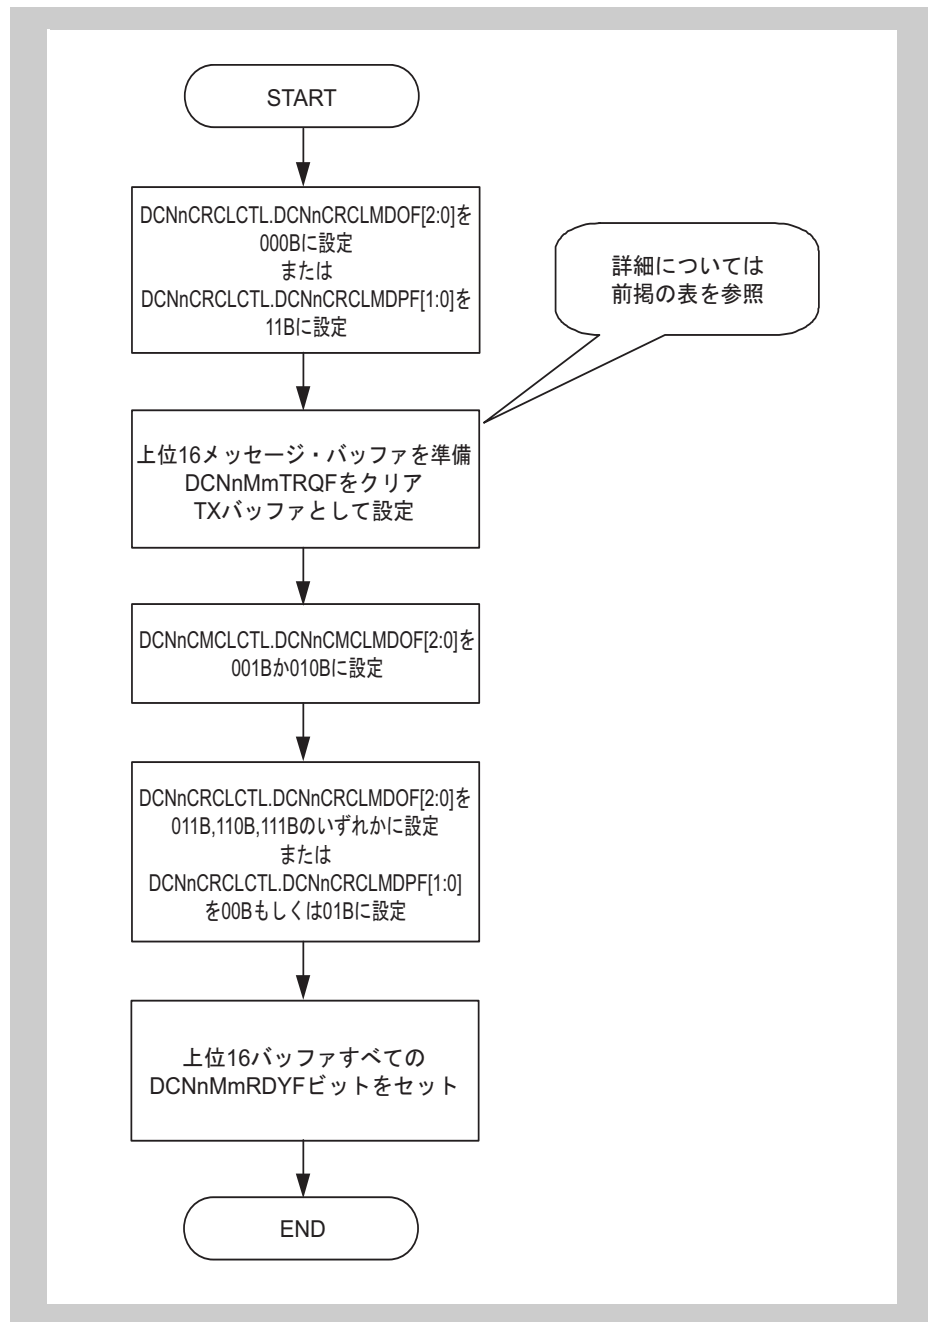 START
DCNnCRCLCTL.DCNnCRCLMDOF[2:0]を
000Bに設定
または
DCNnCRCLCTL.DCNnCRCLMDPF[1:0]を
11Bに設定
詳細については
前掲の表を参照
上位16メッセージ・バッファを準備
DCNnMmTRQFをクリア
TXバッファとして設定
DCNnCMCLCTL.DCNnCMCLMDOF[2:0]を
001Bか010Bに設定
DCNnCRCLCTL.DCNnCRCLMDOF[2:0]を
011B,110B,111Bのいずれかに設定
または
DCNnCRCLCTL.DCNnCRCLMDPF[1:0]
を00Bもしくは01Bに設定
上位16バッファすべての
DCNnMmRDYFビットをセット
END